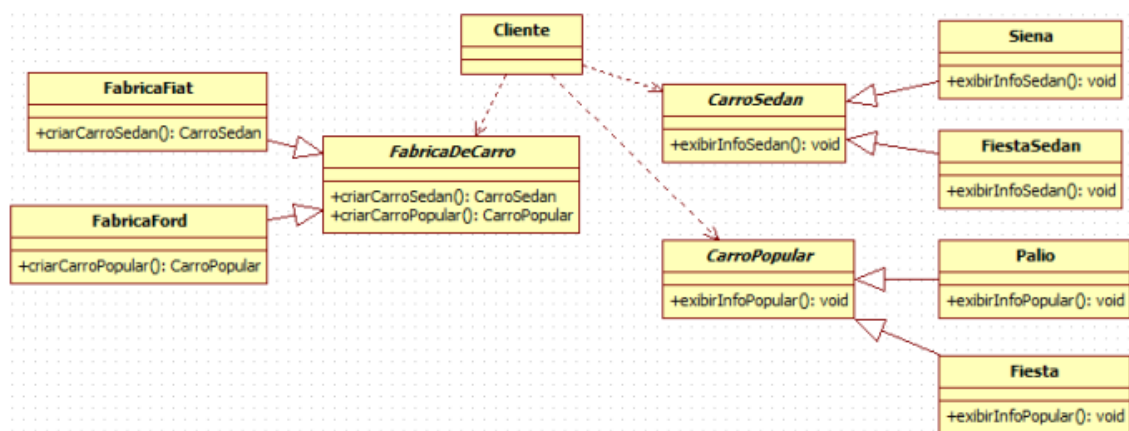 Cliente
FabricaFiat
+criarCarroSedan(): CarroSedan
FabricaFord
+criarCarroPopular(): CarroPopular
FabricaDeCarro
+criarCarroSedan(): CarroSedan
+criarCarroPopular(): CarroPopular
CarroSedan
+exibirInfoSedan(): void
CarroPopular
+exibirInfoPopular(): void
Siena
+exibirInfoSedan(): void
FiestaSedan
+exibirInfoSedan(): void
Palio
+exibirInfoPopular(): void
Fiesta
+exibirInfoPopular(): void